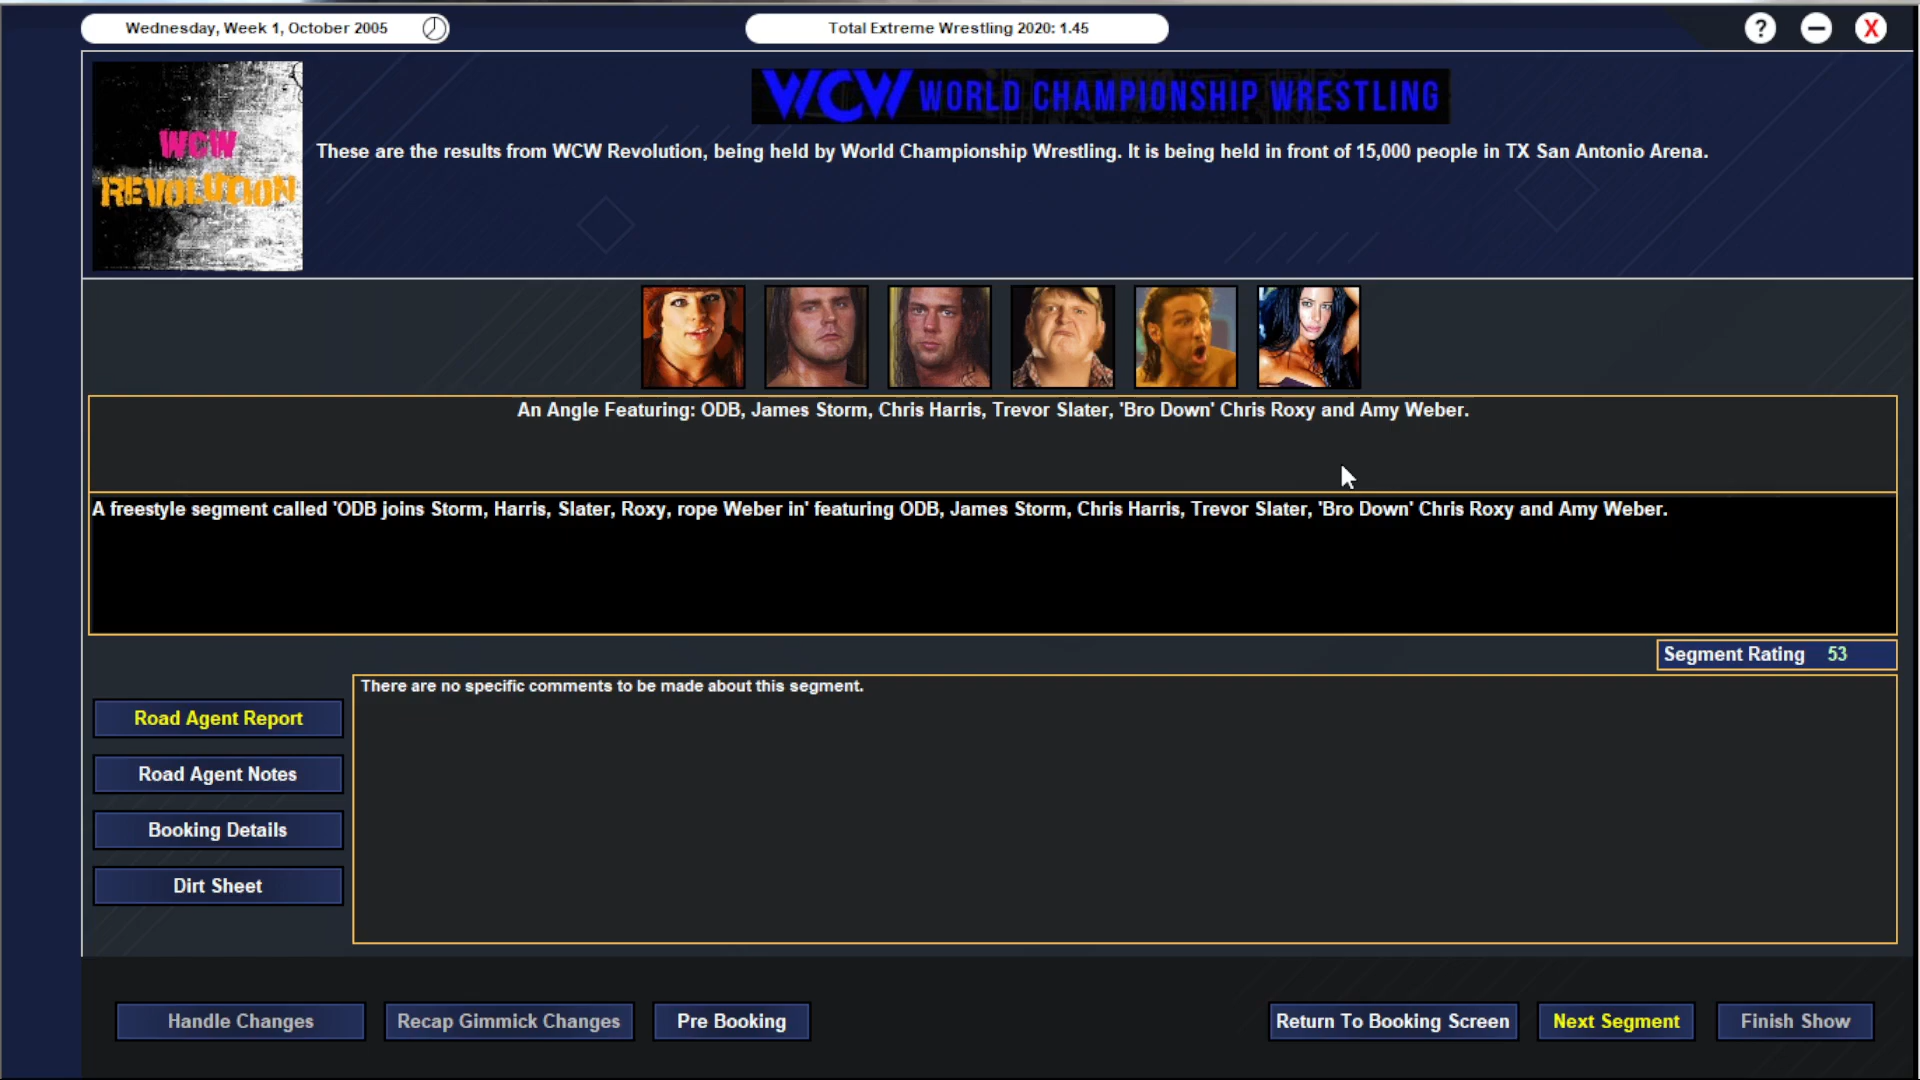 Wednesday, Week 1, October 2005
Total Extreme Wrestling 2020: 1.45
?
X
WCW REVOLUTION
WCW WORLD CHAMPIONSHIP WRESTLING
These are the results from WCW Revolution, being held by World Championship Wrestling. It is being held in front of 15,000 people in TX San Antonio Arena.
An Angle Featuring: ODB, James Storm, Chris Harris, Trevor Slater, 'Bro Down' Chris Roxy and Amy Weber.
A freestyle segment called 'ODB joins Storm, Harris, Slater, Roxy, rope Weber in' featuring ODB, James Storm, Chris Harris, Trevor Slater, 'Bro Down' Chris Roxy and Amy Weber.
Segment Rating 53
There are no specific comments to be made about this segment.
Road Agent Report
Road Agent Notes
Booking Details
Dirt Sheet
Handle Changes
Recap Gimmick Changes
Pre Booking
Return To Booking Screen
Next Segment
Finish Show